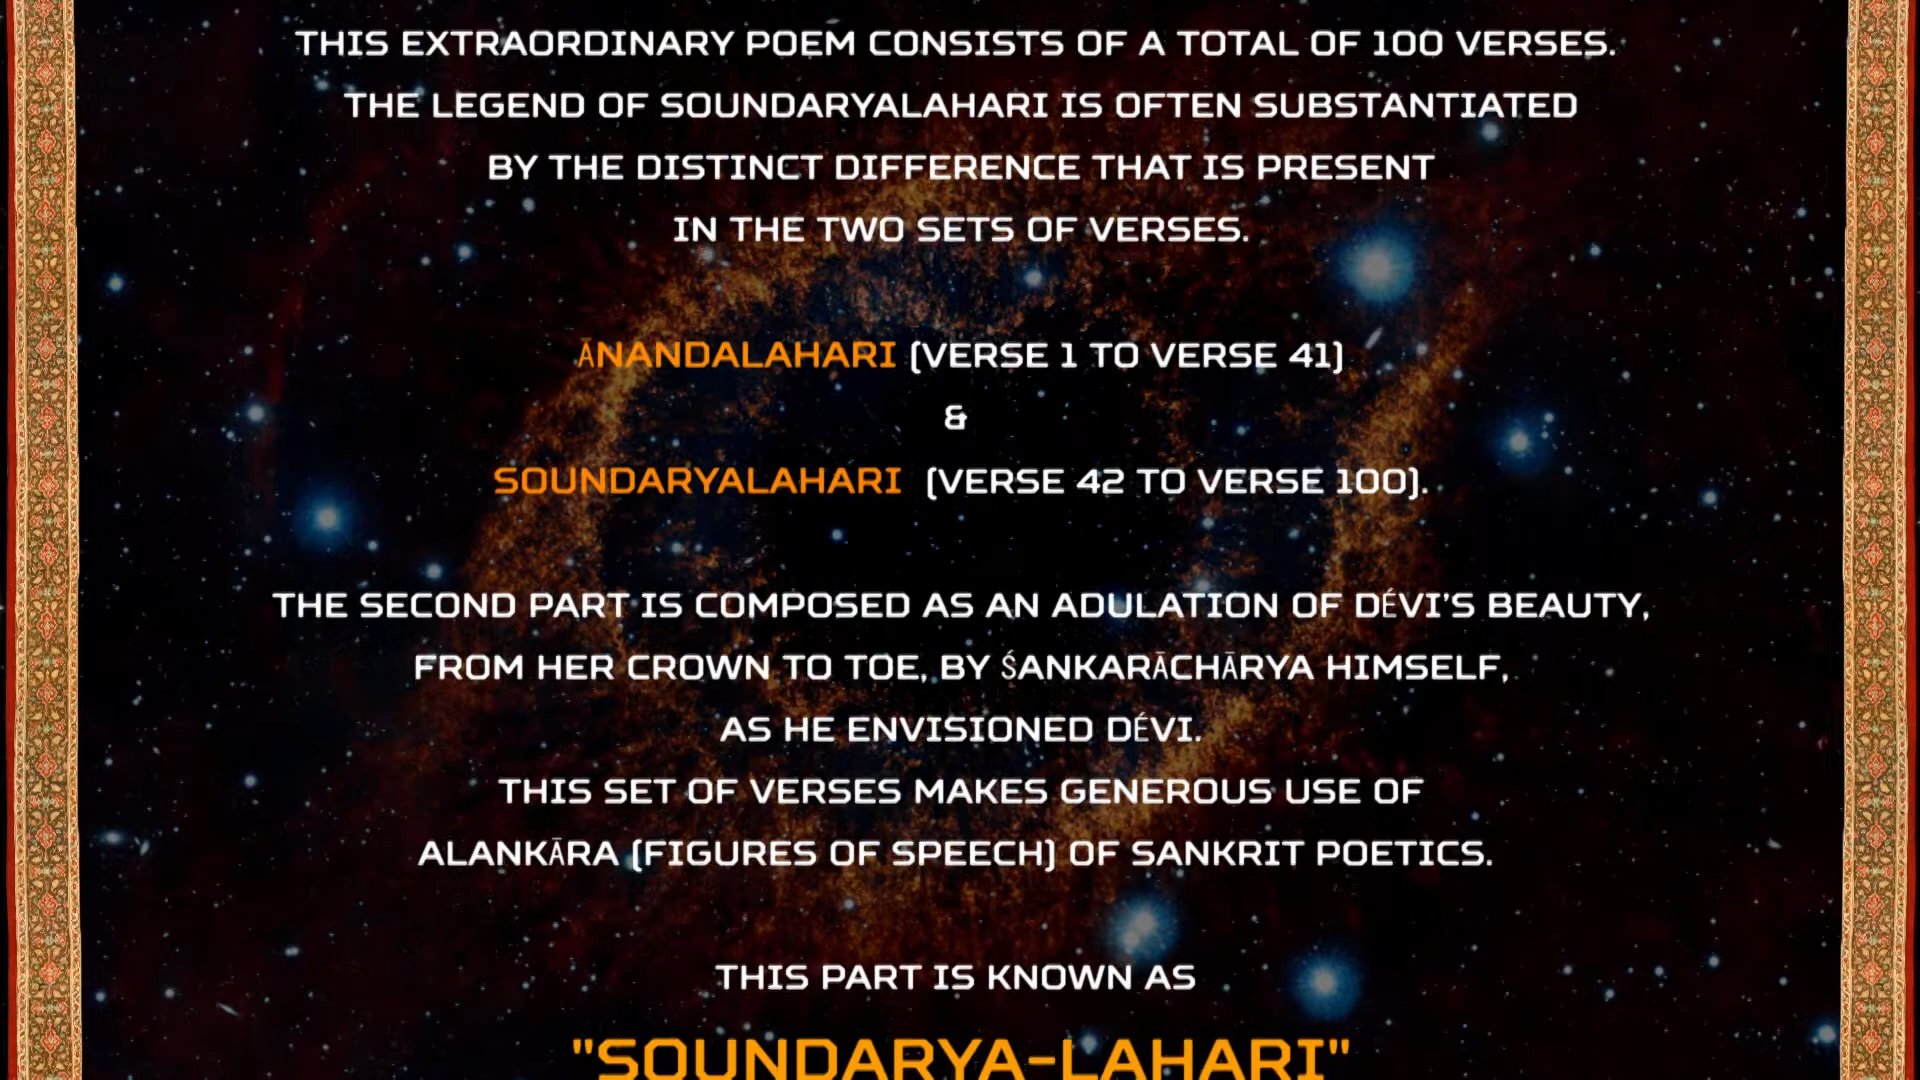 THIS EXTRAORDINARY POEM CONSISTS OF A TOTAL OF 100 VERSES.
THE LEGEND OF SOUNDARYALAHARI IS OFTEN SUBSTANTIATED
BY THE DISTINCT DIFFERENCE THAT IS PRESENT
IN THE TWO SETS OF VERSES.
ĀNANDALAHARI (VERSE 1 TO VERSE 41)
&
SOUNDARYALAHARI (VERSE 42 TO VERSE 100).
THE SECOND PART IS COMPOSED AS AN ADULATION OF DÉVI'S BEAUTY,
FROM HER CROWN TO TOE, BY ŚANKARĀCHĀRYA HIMSELF,
AS HE ENVISIONED DÉVI.
THIS SET OF VERSES MAKES GENEROUS USE OF
ALANKĀRA (FIGURES OF SPEECH) OF SANKRIT POETICS.
THIS PART IS KNOWN AS
"SOUNDARYA-LAHARI"